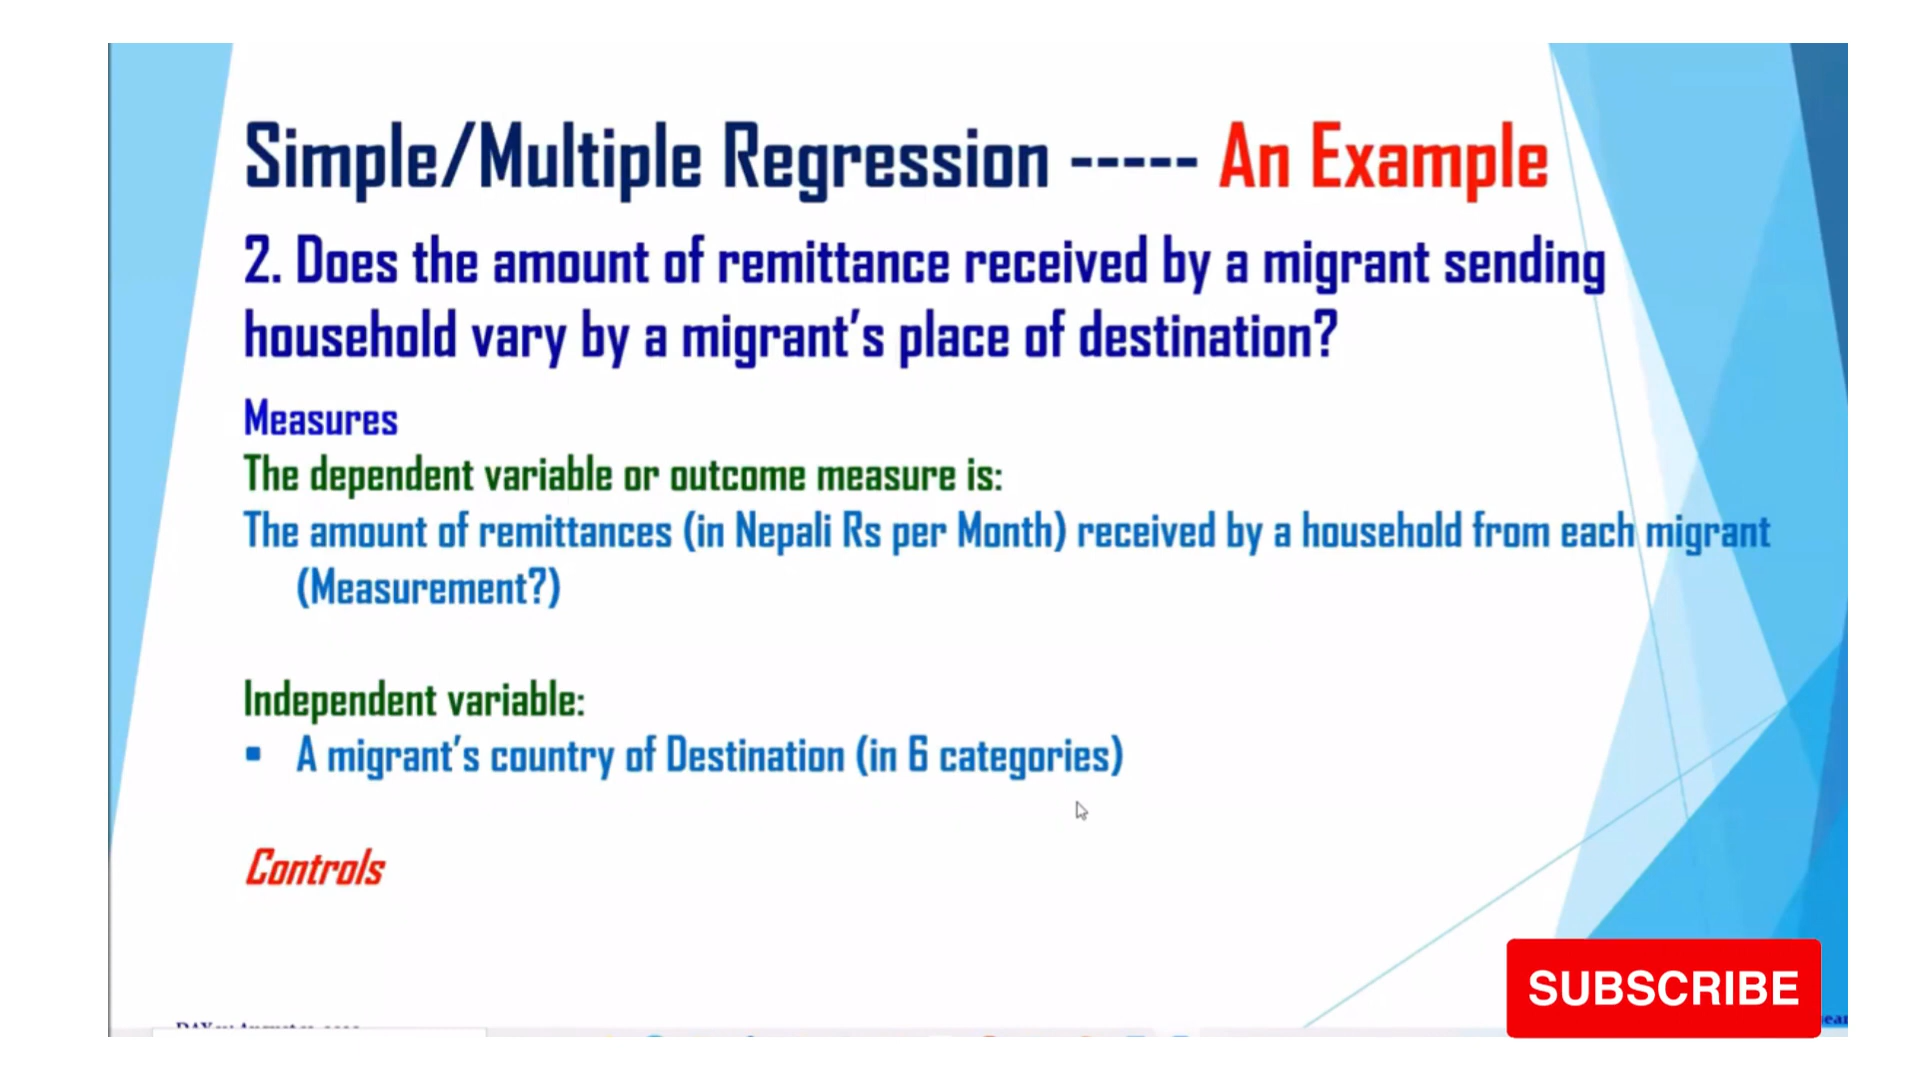 Simple/Multiple Regression ----- An Example
2. Does the amount of remittance received by a migrant sending
household vary by a migrant's place of destination?
Measures
The dependent variable or outcome measure is:
The amount of remittances (in Nepali Rs per Month) received by a household from each migrant
(Measurement?)
Independent variable:
▪ A migrant's country of Destination (in 6 categories)
Controls
SUBSCRIBE